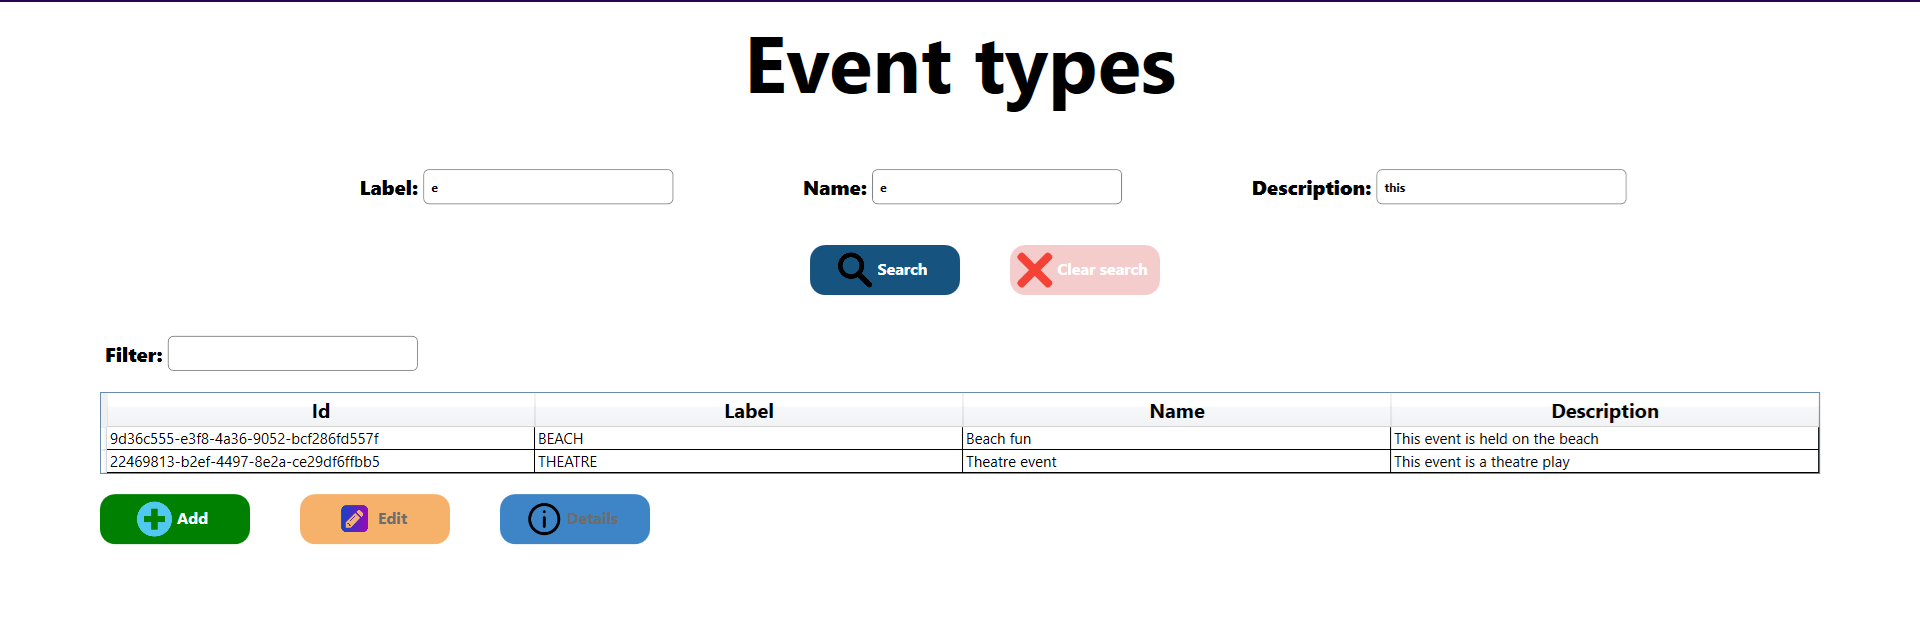 Event types
Label: e Name: e Description: this
Search Clear search
Filter:
Id Label Name Description
9d36c555-e3f8-4a36-9052-bcf286fd557f BEACH Beach fun This event is held on the beach
22469813-b2ef-4497-8e2a-ce29df6ffbb5 THEATRE Theatre event This event is a theatre play
Add Edit Details